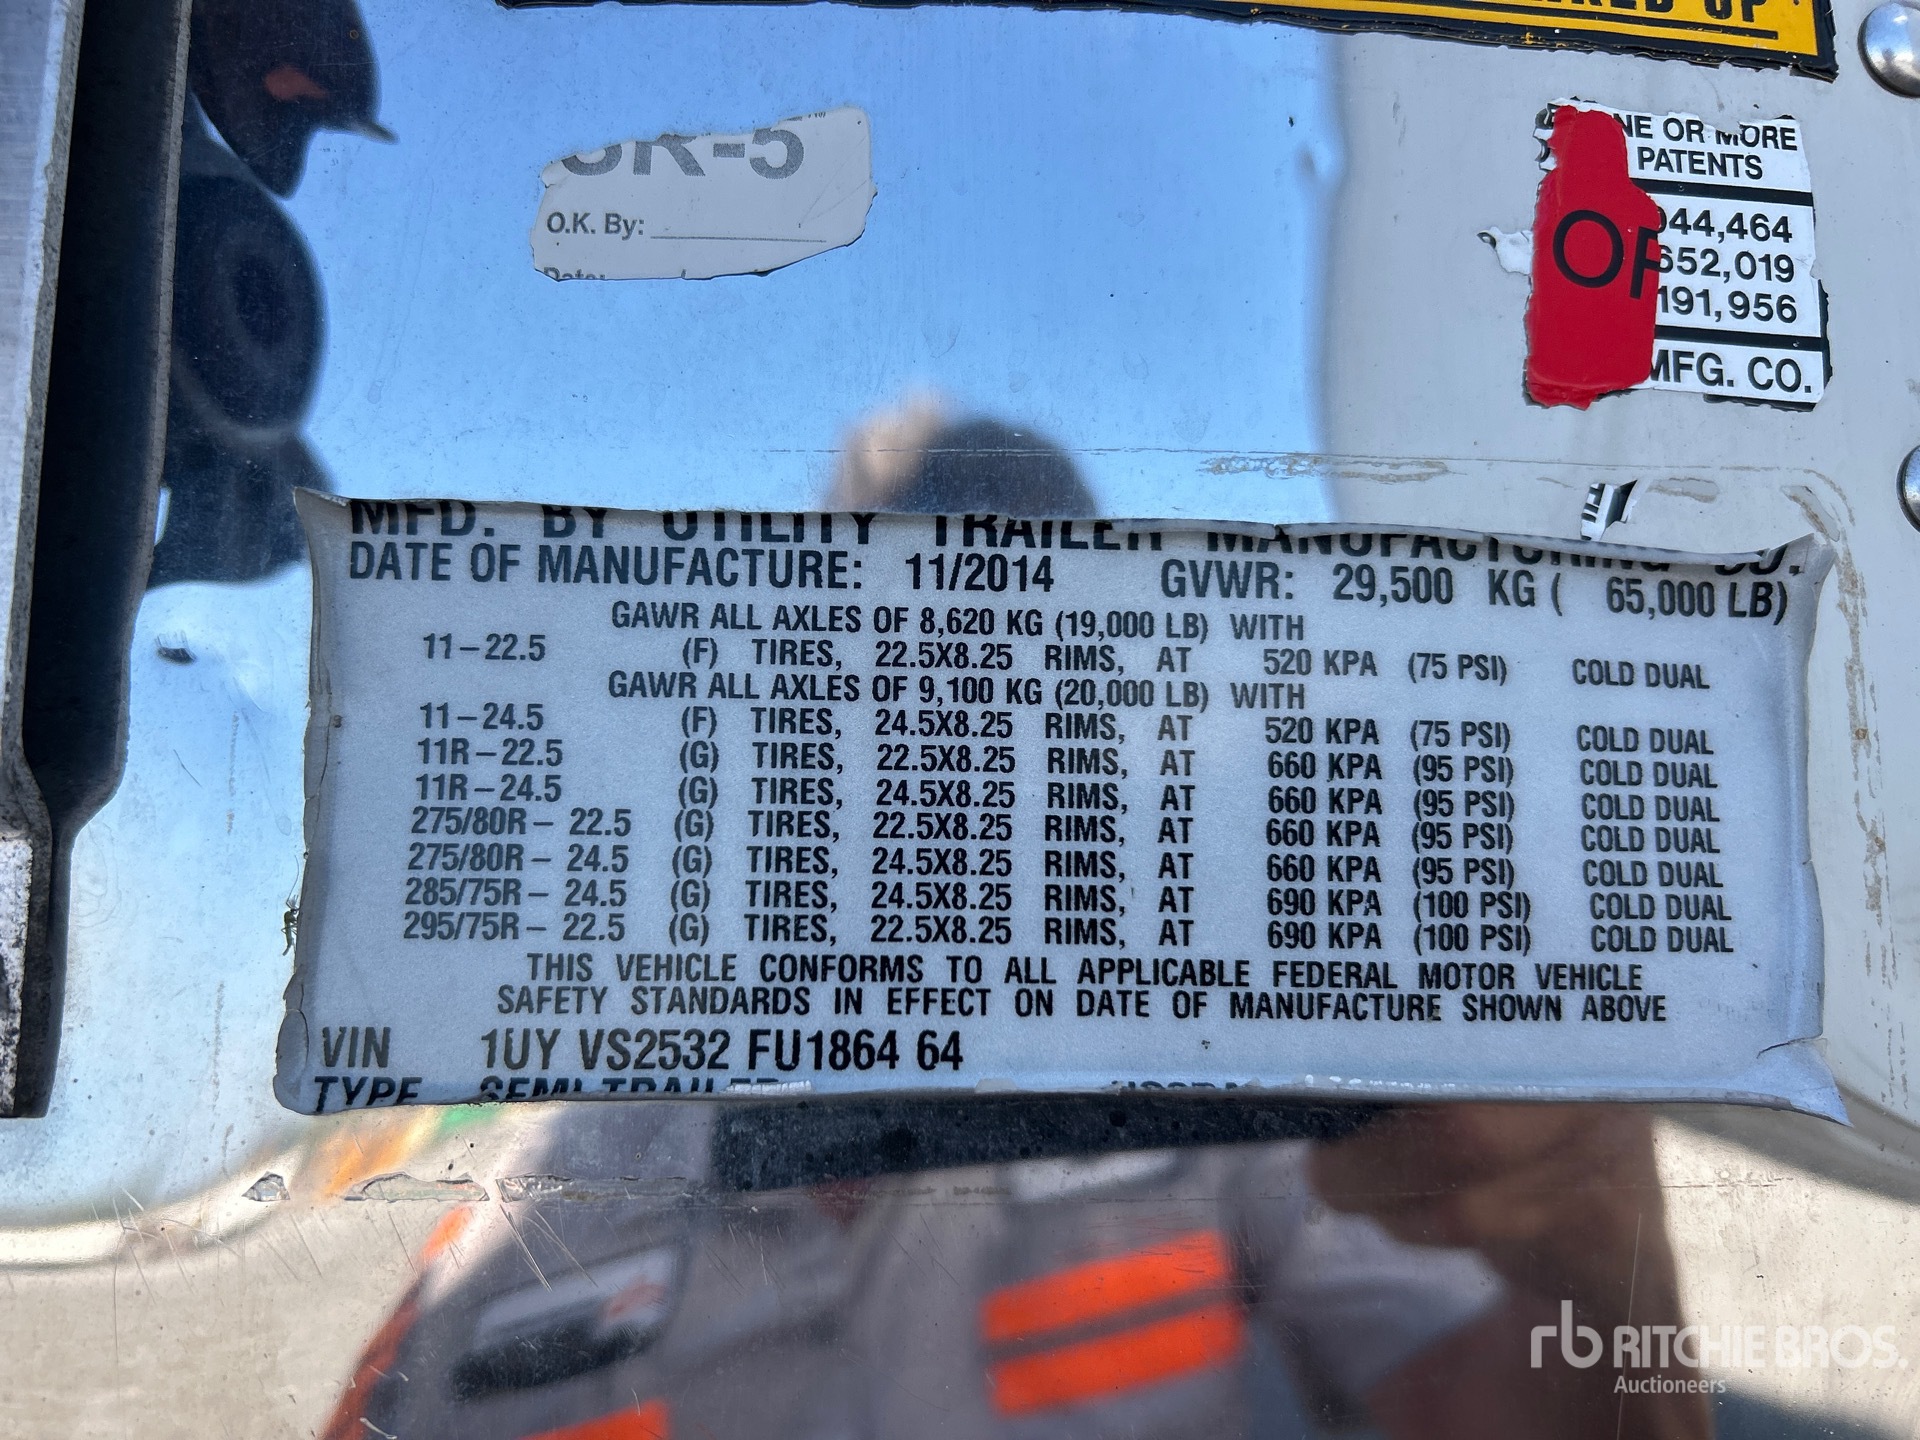 UP
SR-5
O.K. By:
Date:
NE OR MORE
PATENTS
OP
044,464
652,019
191,956
MFG. CO.
MFD. BY UTILITY TRAILER MANUFACTURING CO.
DATE OF MANUFACTURE: 11/2014 GVWR: 29,500 KG ( 65,000 LB)
GAWR ALL AXLES OF 8,620 KG (19,000 LB) WITH
11-22.5 (F) TIRES, 22.5X8.25 RIMS, AT 520 KPA (75 PSI) COLD DUAL
GAWR ALL AXLES OF 9,100 KG (20,000 LB) WITH
11-24.5 (F) TIRES, 24.5X8.25 RIMS, AT 520 KPA (75 PSI) COLD DUAL
11R-22.5 (G) TIRES, 22.5X8.25 RIMS, AT 660 KPA (95 PSI) COLD DUAL
11R-24.5 (G) TIRES, 24.5X8.25 RIMS, AT 660 KPA (95 PSI) COLD DUAL
275/80R- 22.5 (G) TIRES, 22.5X8.25 RIMS, AT 660 KPA (95 PSI) COLD DUAL
275/80R- 24.5 (G) TIRES, 24.5X8.25 RIMS, AT 660 KPA (95 PSI) COLD DUAL
285/75R- 24.5 (G) TIRES, 24.5X8.25 RIMS, AT 690 KPA (100 PSI) COLD DUAL
295/75R- 22.5 (G) TIRES, 22.5X8.25 RIMS, AT 690 KPA (100 PSI) COLD DUAL
THIS VEHICLE CONFORMS TO ALL APPLICABLE FEDERAL MOTOR VEHICLE
SAFETY STANDARDS IN EFFECT ON DATE OF MANUFACTURE SHOWN ABOVE
VIN 1UY VS2532 FU1864 64
TYPE SEMI-TRAILER
rb RITCHIE BROS.
Auctioneers